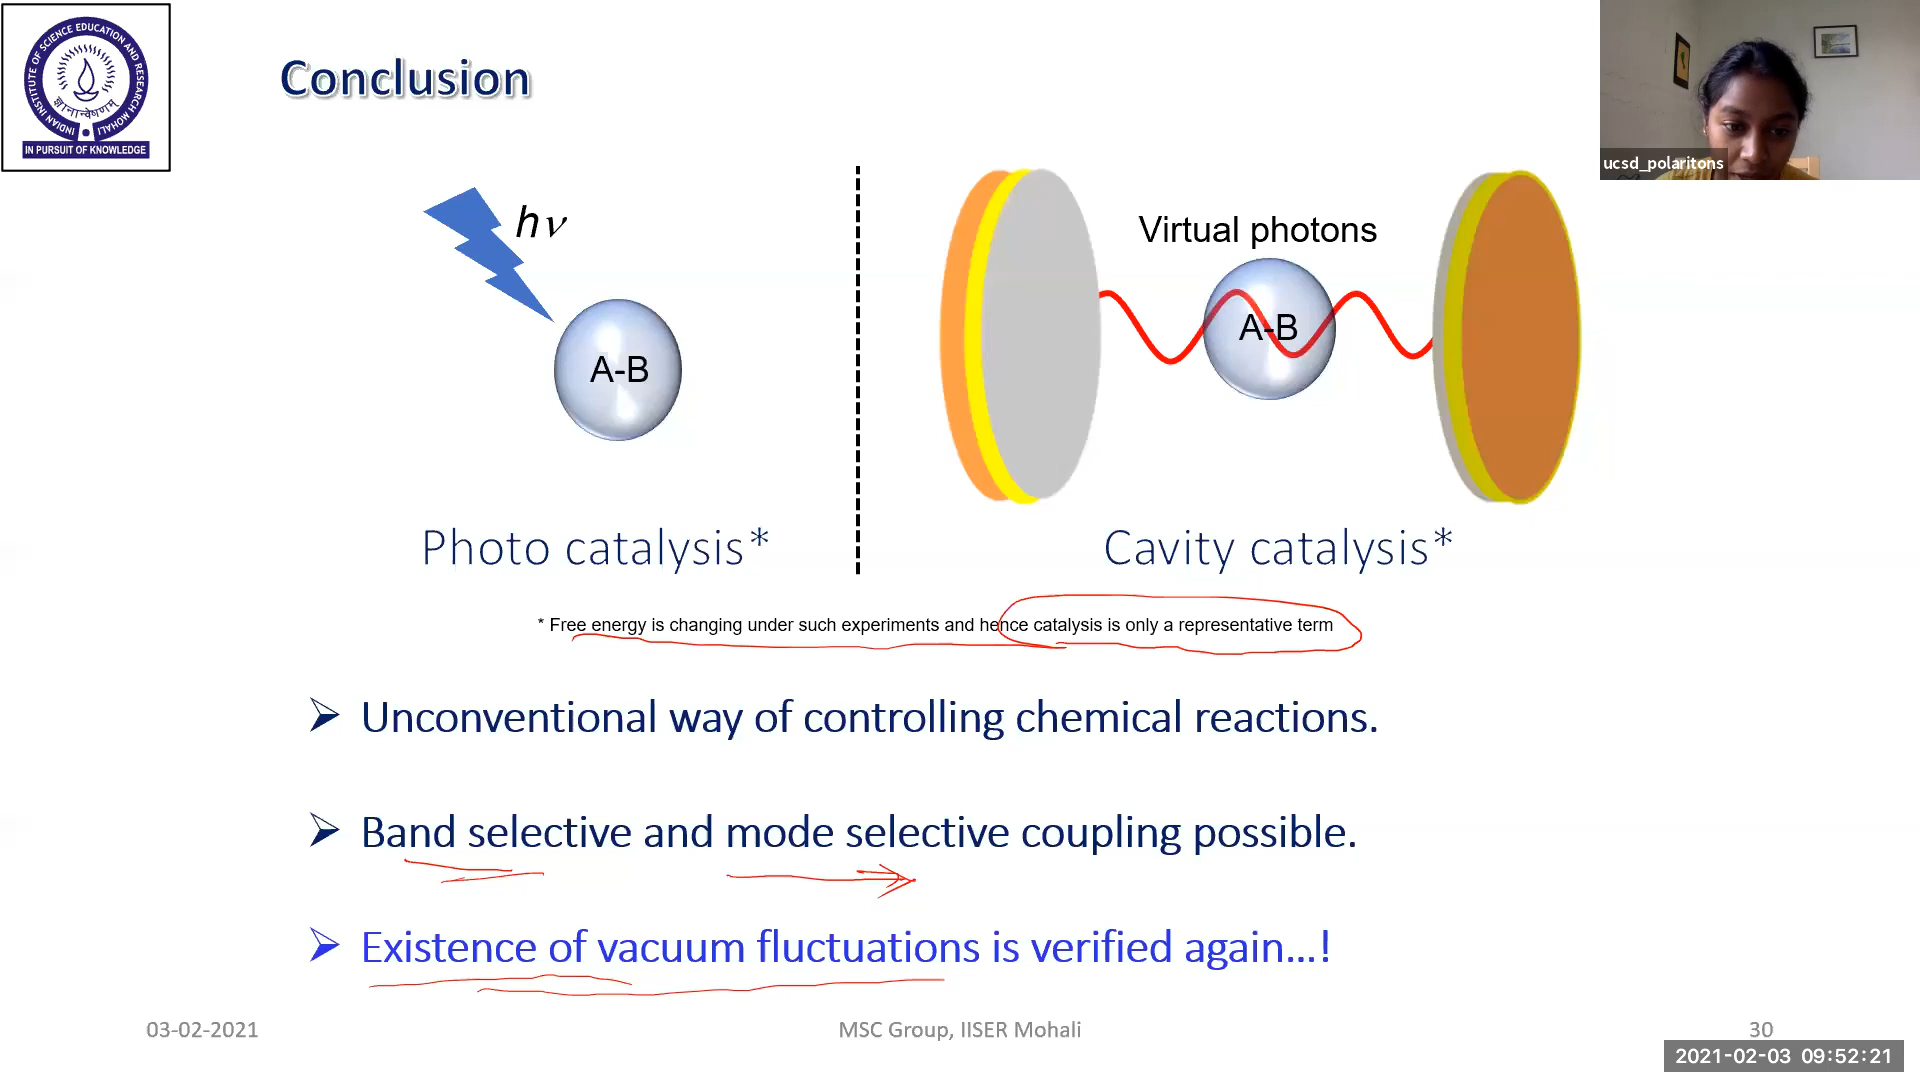 INDIAN INSTITUTE OF SCIENCE EDUCATION AND RESEARCH MOHALI
ज्ञानान्वेषणम्
IN PURSUIT OF KNOWLEDGE
Conclusion
ucsd_polaritons
hν
A-B
Virtual photons
A-B
Photo catalysis*
Cavity catalysis*
* Free energy is changing under such experiments and hence catalysis is only a representative term
➢ Unconventional way of controlling chemical reactions.
➢ Band selective and mode selective coupling possible.
➢ Existence of vacuum fluctuations is verified again...!
03-02-2021
MSC Group, IISER Mohali
30
2021-02-03 09:52:21